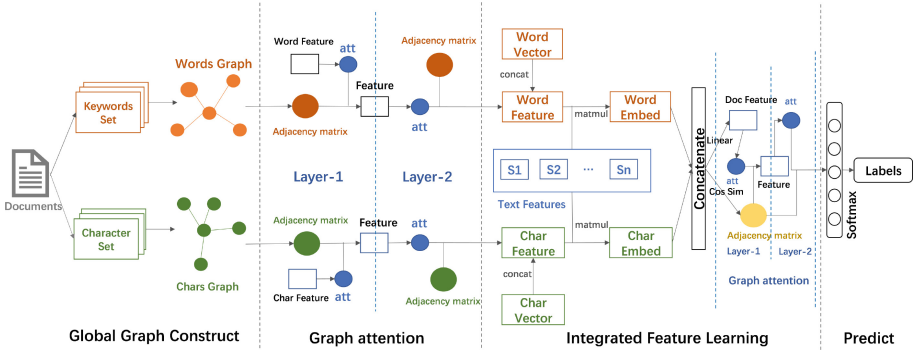 Documents
Keywords
Set
Character
Set
Words Graph
Chars Graph
Global Graph Construct
Word Feature
att
Adjacency matrix
Feature
Adjacency matrix
att
Layer-1
Layer-2
Adjacency matrix
Feature
att
Char Feature
att
Adjacency matrix
Graph attention
Word
Vector
concat
Word
Feature
matmul
Word
Embed
S1
S2
...
Sn
Text Features
matmul
Char
Feature
Char
Embed
concat
Char
Vector
Concatenate
Doc Feature
att
Linear
att
Cos Sim
Feature
Adjacency matrix
Layer-1
Layer-2
Graph attention
Integrated Feature Learning
Softmax
Labels
Predict